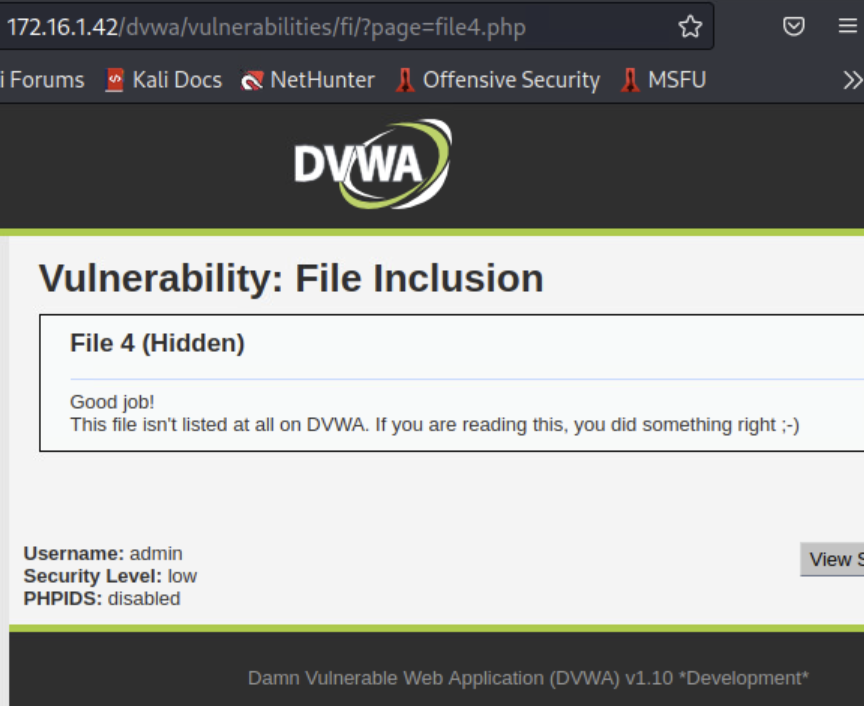 172.16.1.42/dvwa/vulnerabilities/fi/?page=file4.php
i Forums Kali Docs NetHunter Offensive Security MSFU
DVWA
Vulnerability: File Inclusion
File 4 (Hidden)
Good job!
This file isn't listed at all on DVWA. If you are reading this, you did something right ;-)
Username: admin
View S
Security Level: low
PHPIDS: disabled
Damn Vulnerable Web Application (DVWA) v1.10 *Development*